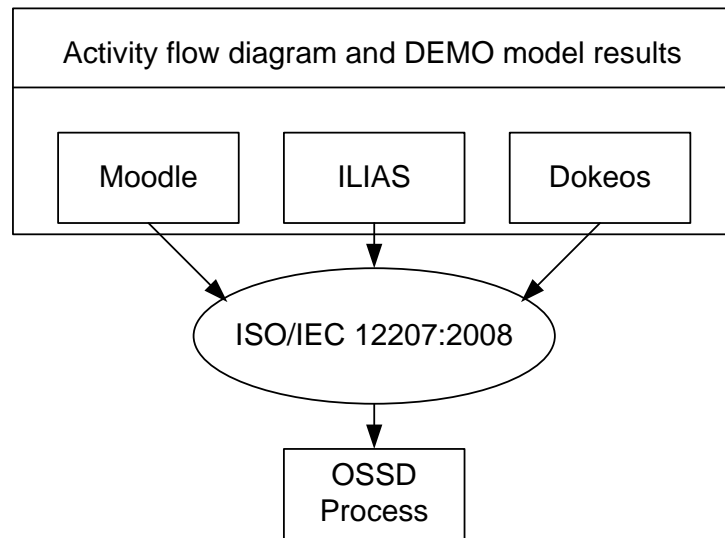 Activity flow diagram and DEMO model results
Moodle
ILIAS
Dokeos
ISO/IEC 12207:2008
OSSD
Process